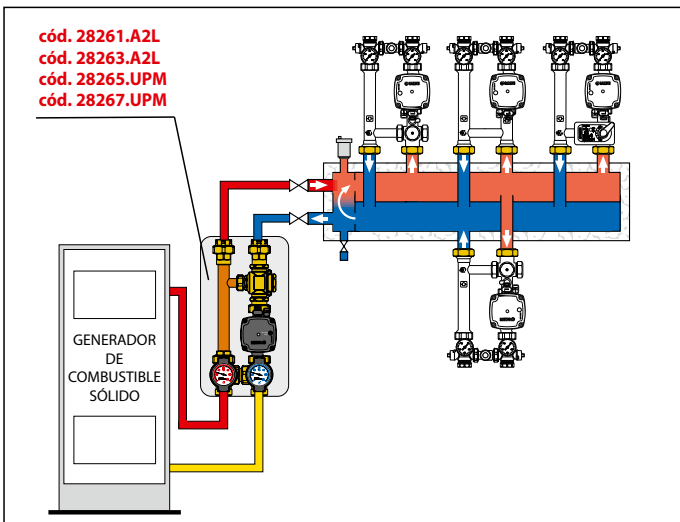 cód. 28261.A2L
cód. 28263.A2L
cód. 28265.UPM
cód. 28267.UPM
GENERADOR
DE
COMBUSTIBLE
SÓLIDO